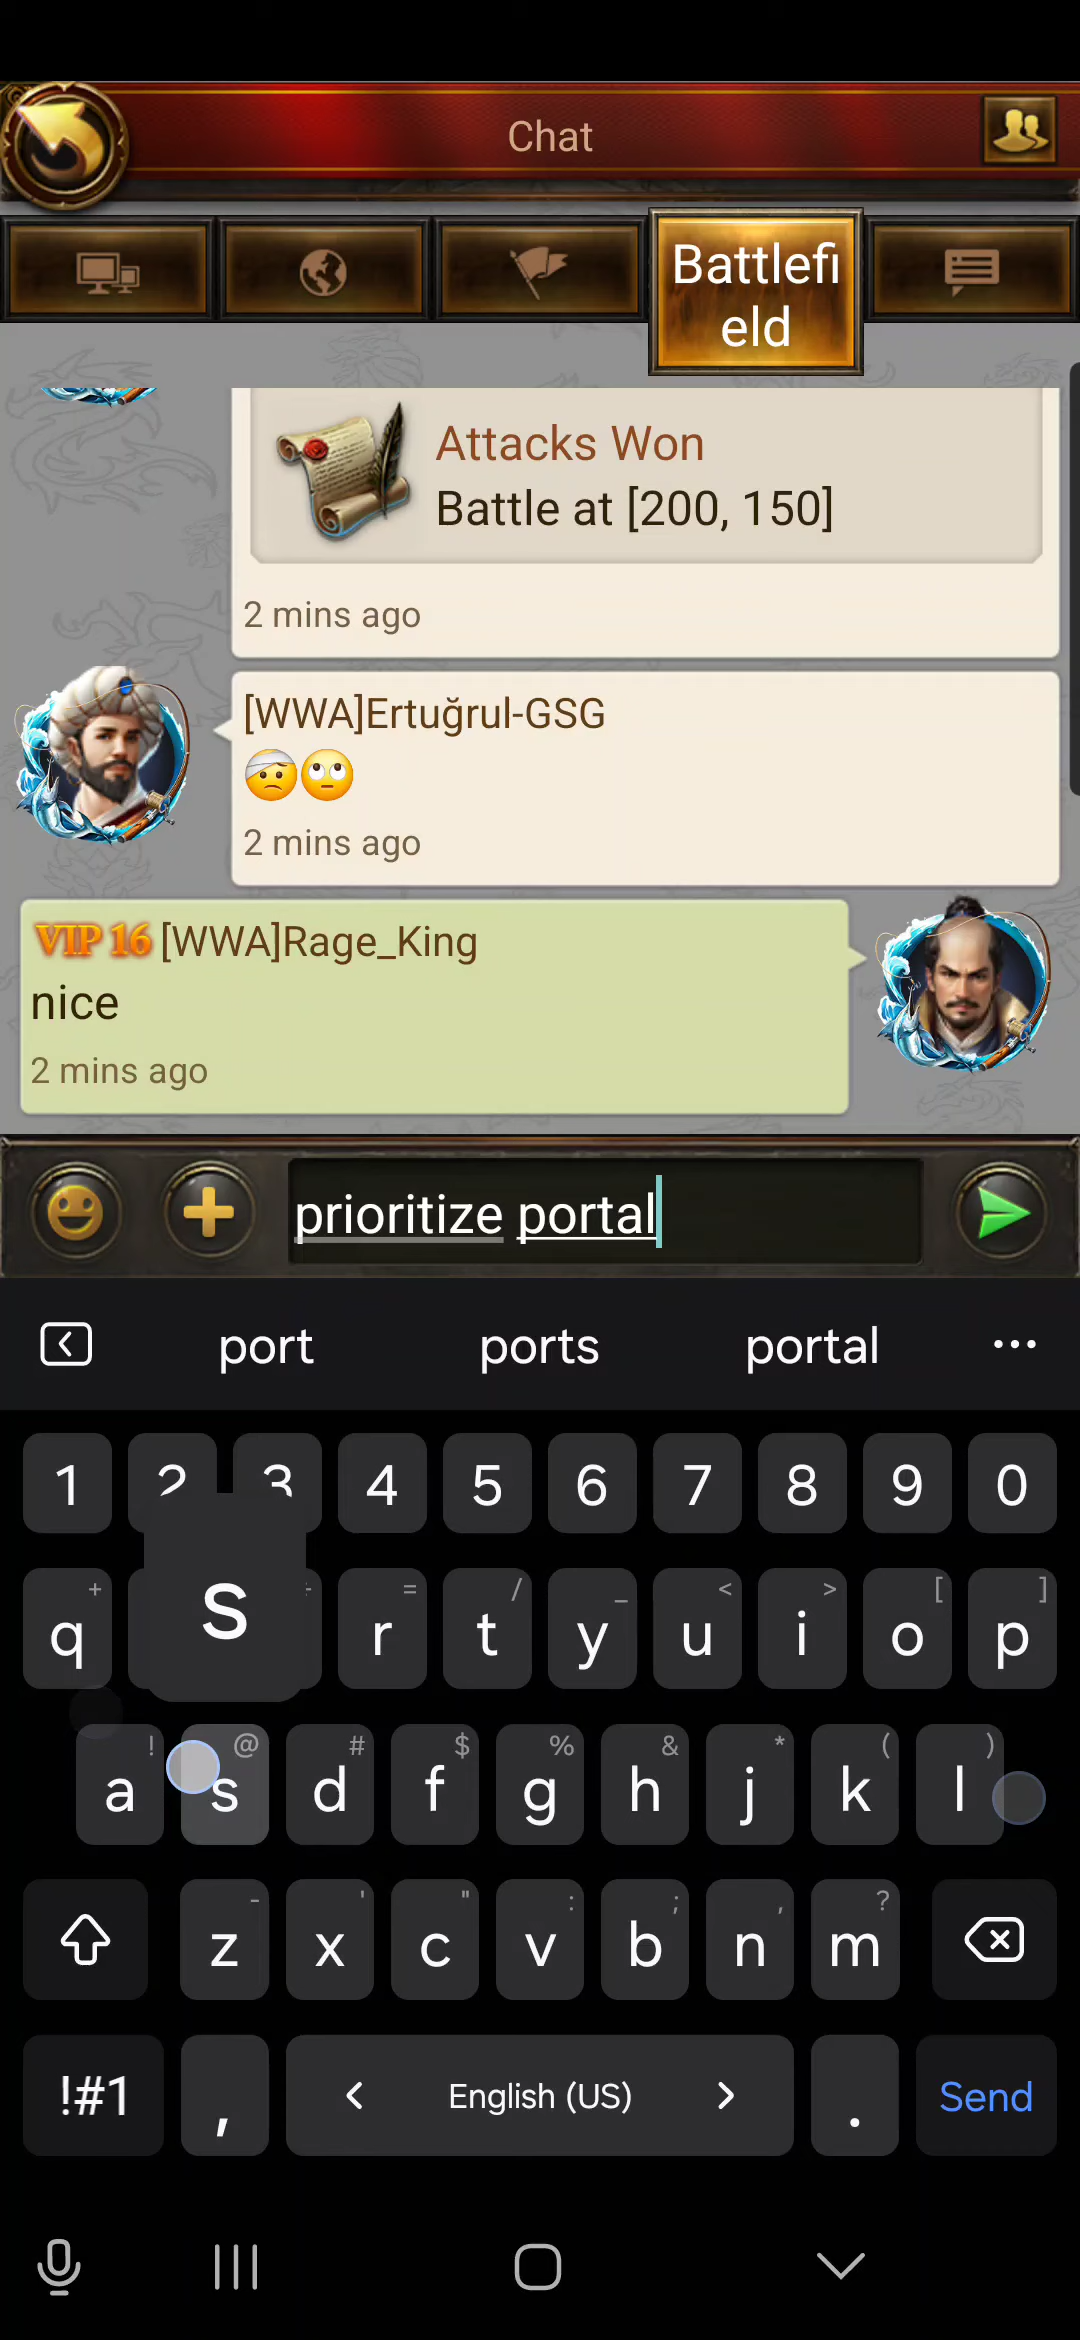 Chat
Battlefi
eld
Attacks Won
Battle at [200, 150]
2 mins ago
[WWA]Ertuğrul-GSG
🤕🙄
2 mins ago
VIP 16 [WWA]Rage_King
nice
2 mins ago
prioritize portal
port ports portal ...
1 2 3 4 5 6 7 8 9 0
+ = / _ < > [ ]
q s r t y u i o p
! @ # $ % & * ( )
a s d f g h j k l
- ' " : ; , ?
z x c v b n m
!#1 , < English (US) > . Send